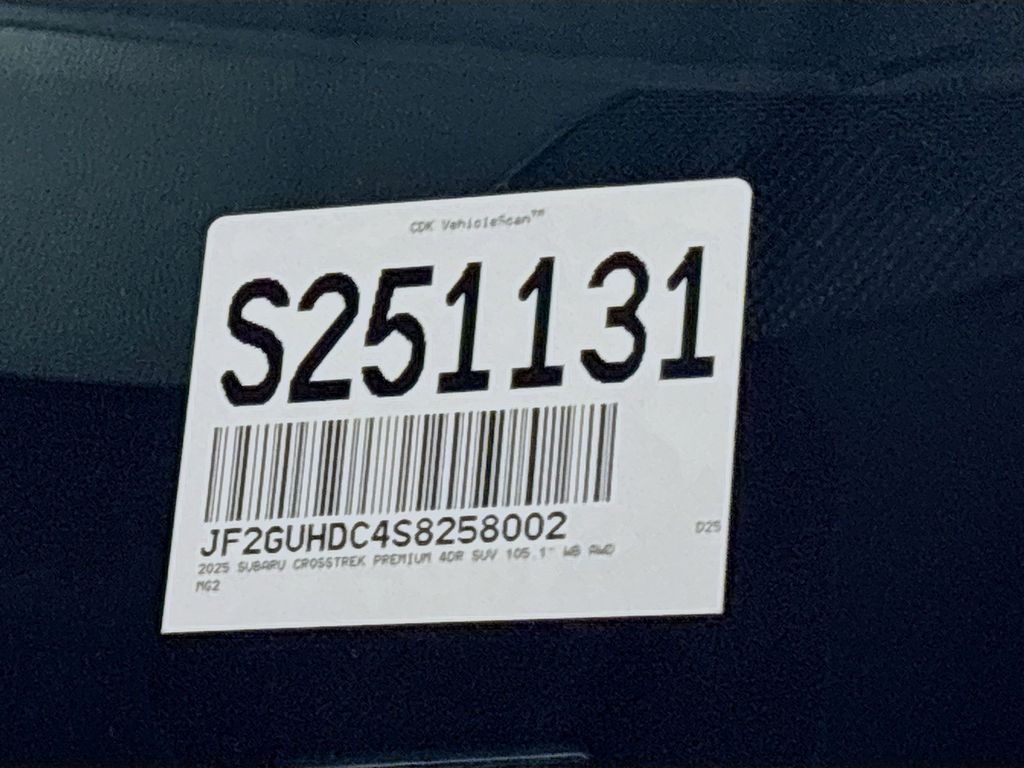 CDK VehicleScan™
S251131
JF2GUHDC4S8258002
D25
2025 SUBARU CROSSTREK PREMIUM 4DR SUV 105.1" WB AWD
MG2